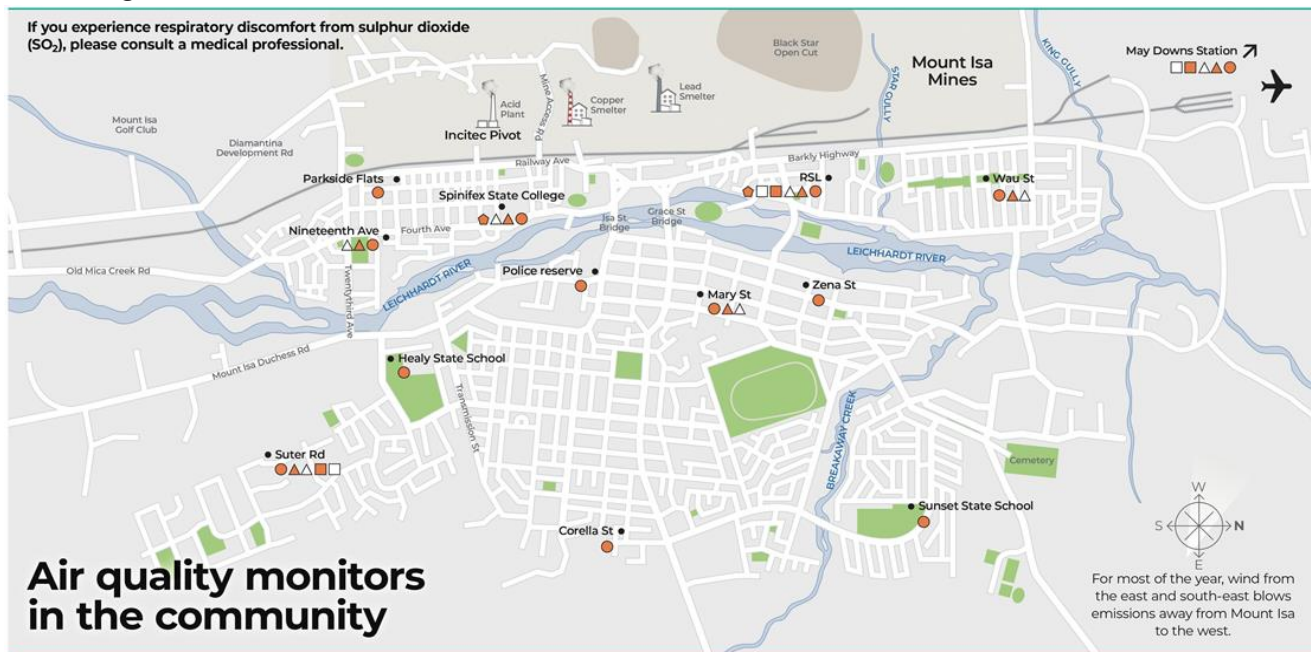 If you experience respiratory discomfort from sulphur dioxide
(SO₂), please consult a medical professional.
Black Star
Open Cut
Mount Isa
Mines
STAR GULLY
KING GULLY
May Downs Station
Mount Isa
Golf Club
Diamantina
Development Rd
Acid
Plant
Incitec Pivot
Mine Access Rd
Copper
Smelter
Lead
Smelter
Railway Ave
Barkly Highway
Parkside Flats
Spinifex State College
RSL
Wau St
Nineteenth Ave
Fourth Ave
Isa St
Bridge
Grace St
Bridge
Old Mica Creek Rd
Twentythird Ave
LEICHHARDT RIVER
LEICHHARDT RIVER
Police reserve
Mary St
Zena St
Mount Isa Duchess Rd
Healy State School
Transmission St
BREAKAWAY CREEK
Suter Rd
Cemetery
Sunset State School
Corella St
W
S
N
E
Air quality monitors
in the community
For most of the year, wind from
the east and south-east blows
emissions away from Mount Isa
to the west.